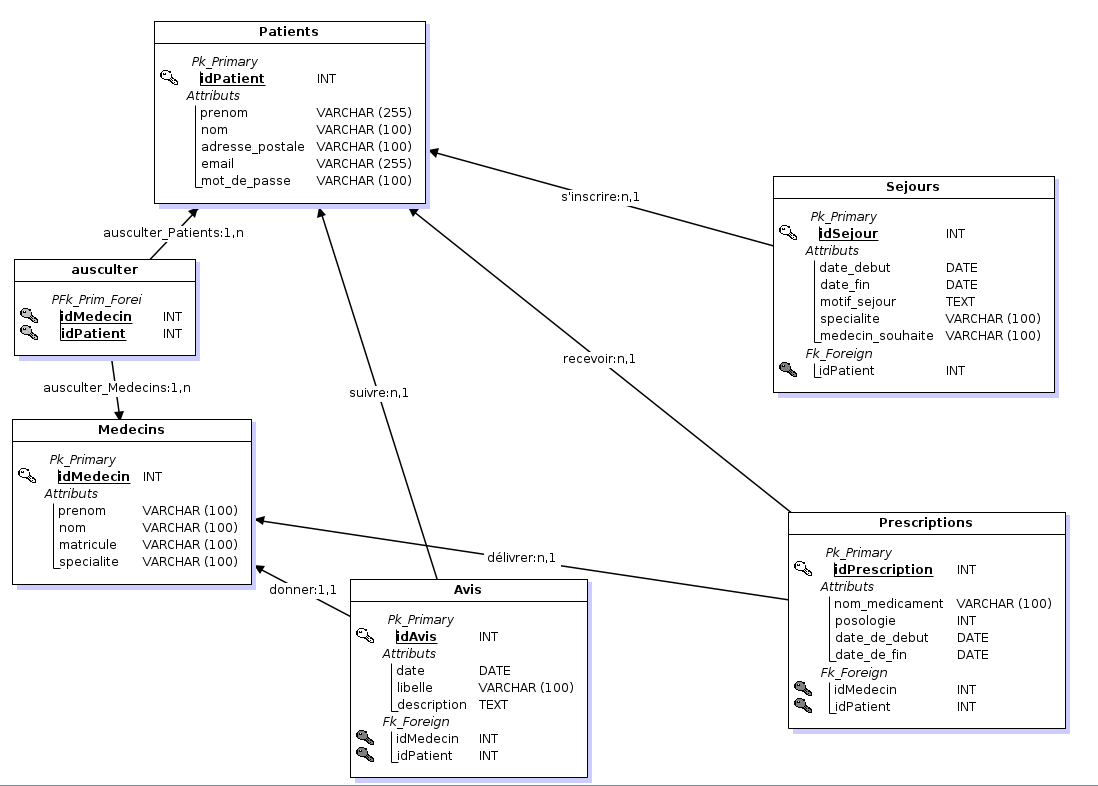 Patients
Pk_Primary
idPatient INT
Attributs
prenom VARCHAR (255)
nom VARCHAR (100)
adresse_postale VARCHAR (100)
email VARCHAR (255)
mot_de_passe VARCHAR (100)
s'inscrire:n,1
Sejours
Pk_Primary
idSejour INT
Attributs
date_debut DATE
date_fin DATE
motif_sejour TEXT
specialite VARCHAR (100)
medecin_souhaite VARCHAR (100)
Fk_Foreign
idPatient INT
ausculter_Patients:1,n
ausculter
PFk_Prim_Forei
idMedecin INT
idPatient INT
ausculter_Medecins:1,n
suivre:n,1
recevoir:n,1
Medecins
Pk_Primary
idMedecin INT
Attributs
prenom VARCHAR (100)
nom VARCHAR (100)
matricule VARCHAR (100)
specialite VARCHAR (100)
délivrer:n,1
donner:1,1
Avis
Pk_Primary
idAvis INT
Attributs
date DATE
libelle VARCHAR (100)
description TEXT
Fk_Foreign
idMedecin INT
idPatient INT
Prescriptions
Pk_Primary
idPrescription INT
Attributs
nom_medicament VARCHAR (100)
posologie INT
date_de_debut DATE
date_de_fin DATE
Fk_Foreign
idMedecin INT
idPatient INT